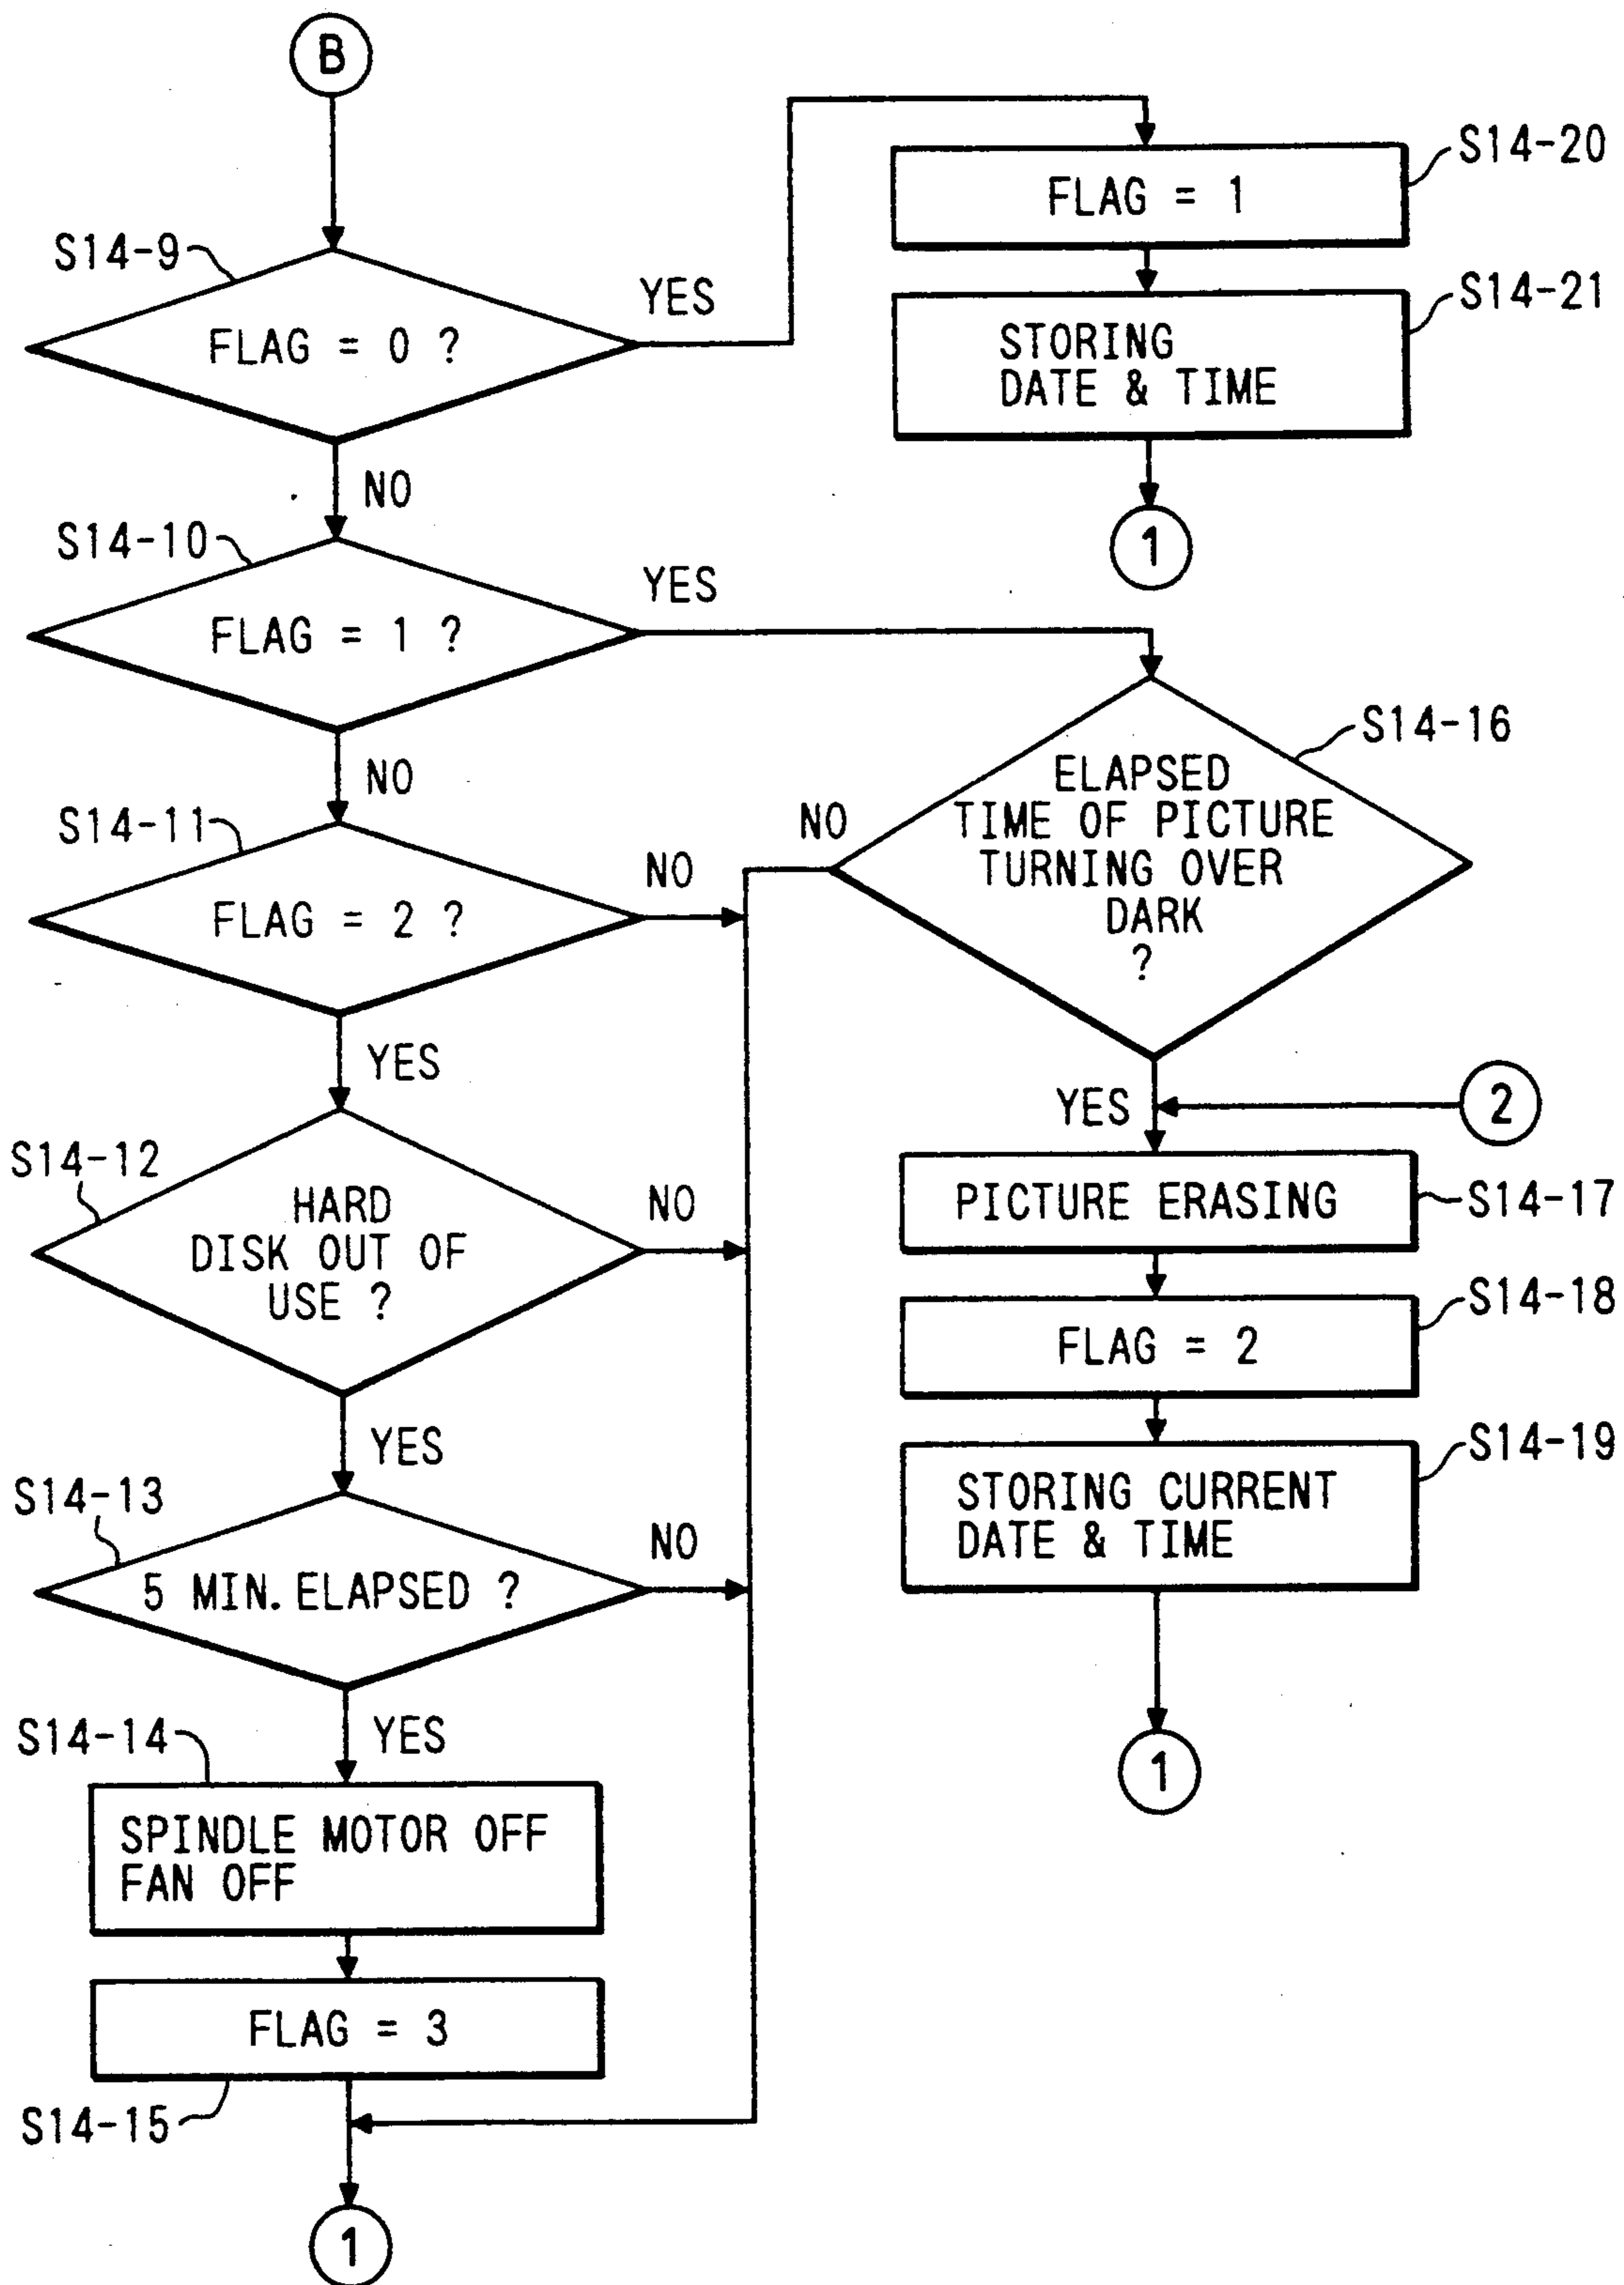 B
S14-9
FLAG = 0 ?
YES
NO
S14-20
FLAG = 1
S14-21
STORING
DATE & TIME
1
S14-10
FLAG = 1 ?
YES
NO
S14-16
ELAPSED
TIME OF PICTURE
TURNING OVER
DARK
?
NO
YES
2
S14-11
FLAG = 2 ?
NO
YES
S14-12
HARD
DISK OUT OF
USE ?
NO
YES
S14-17
PICTURE ERASING
S14-18
FLAG = 2
S14-19
STORING CURRENT
DATE & TIME
1
S14-13
5 MIN. ELAPSED ?
NO
YES
S14-14
SPINDLE MOTOR OFF
FAN OFF
FLAG = 3
S14-15
1